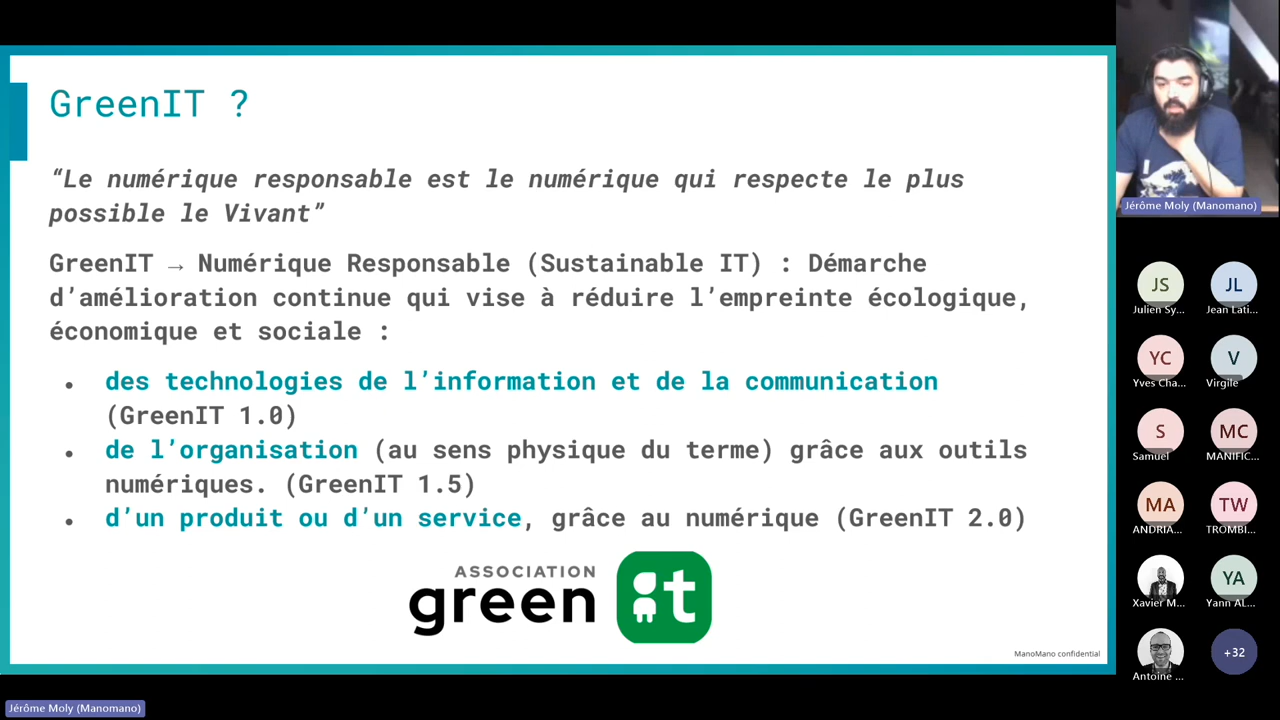 GreenIT ?
“Le numérique responsable est le numérique qui respecte le plus
possible le Vivant”
GreenIT → Numérique Responsable (Sustainable IT) : Démarche
d’amélioration continue qui vise à réduire l’empreinte écologique,
économique et sociale :
• des technologies de l’information et de la communication
(GreenIT 1.0)
• de l’organisation (au sens physique du terme) grâce aux outils
numériques. (GreenIT 1.5)
• d’un produit ou d’un service, grâce au numérique (GreenIT 2.0)
ASSOCIATION
green it
ManoMano confidential
Jérôme Moly (Manomano)
JS
JL
Julien Sy...
Jean Lati...
YC
V
Yves Cha...
Virgile
S
MC
Samuel
MANIFIC...
MA
TW
ANDRIA...
TROMBI...
YA
Xavier M...
Yann AL...
+32
Antoine ...
Jérôme Moly (Manomano)